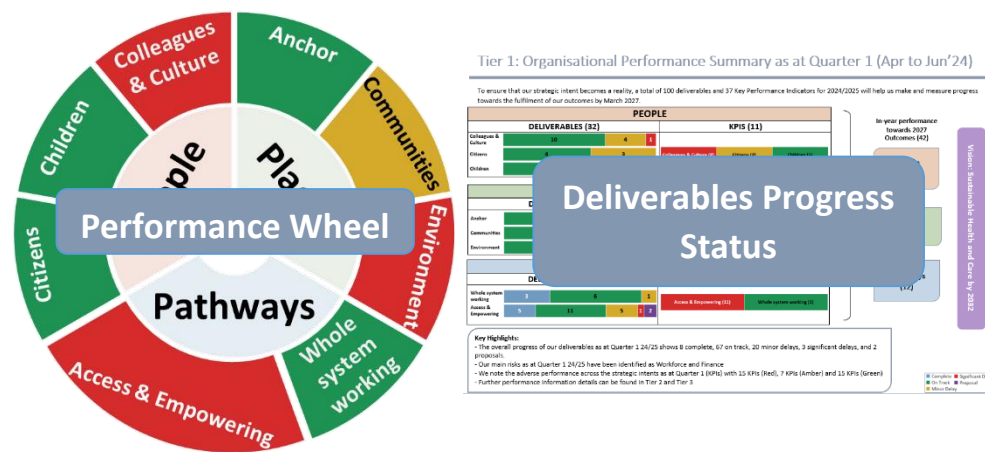 Colleagues
& Culture
Anchor
Communities
Environment
Whole
system
working
Access & Empowering
Citizens
Children
Pathways
Performance Wheel
Tier 1: Organisational Performance Summary as at Quarter 1 (Apr to Jun'24)
To ensure that our strategic intent becomes a reality, a total of 100 deliverables and 37 Key Performance Indicators for 2024/2025 will help us make and measure progress
towards the fulfilment of our outcomes by March 2027.
PEOPLE
DELIVERABLES (32)
KPIS (11)
Colleagues &
Culture
10
4
1
Citizens
Children
Anchor
Communities
Environment
Deliverables Progress
Status
Whole system
working
3
6
1
Access &
Empowering
5
11
5
Access & Empowering (11)
Whole system working (1)
In-year performance
towards 2027
Outcomes (42)
Vision: Sustainable Health and Care by 2032
Key Highlights:
- The overall progress of our deliverables as at Quarter 1 24/25 shows 8 complete, 67 on track, 20 minor delays, 3 significant delays, and 2
proposals.
- Our main risks as at Quarter 1 24/25 have been identified as Workforce and Finance
- We note the adverse performance across the strategic intents as at Quarter 1 (KPIs) with 15 KPIs (Red), 7 KPIs (Amber) and 15 KPIs (Green)
- Further performance information details can be found in Tier 2 and Tier 3
Complete
On Track
Proposal
Minor Delay